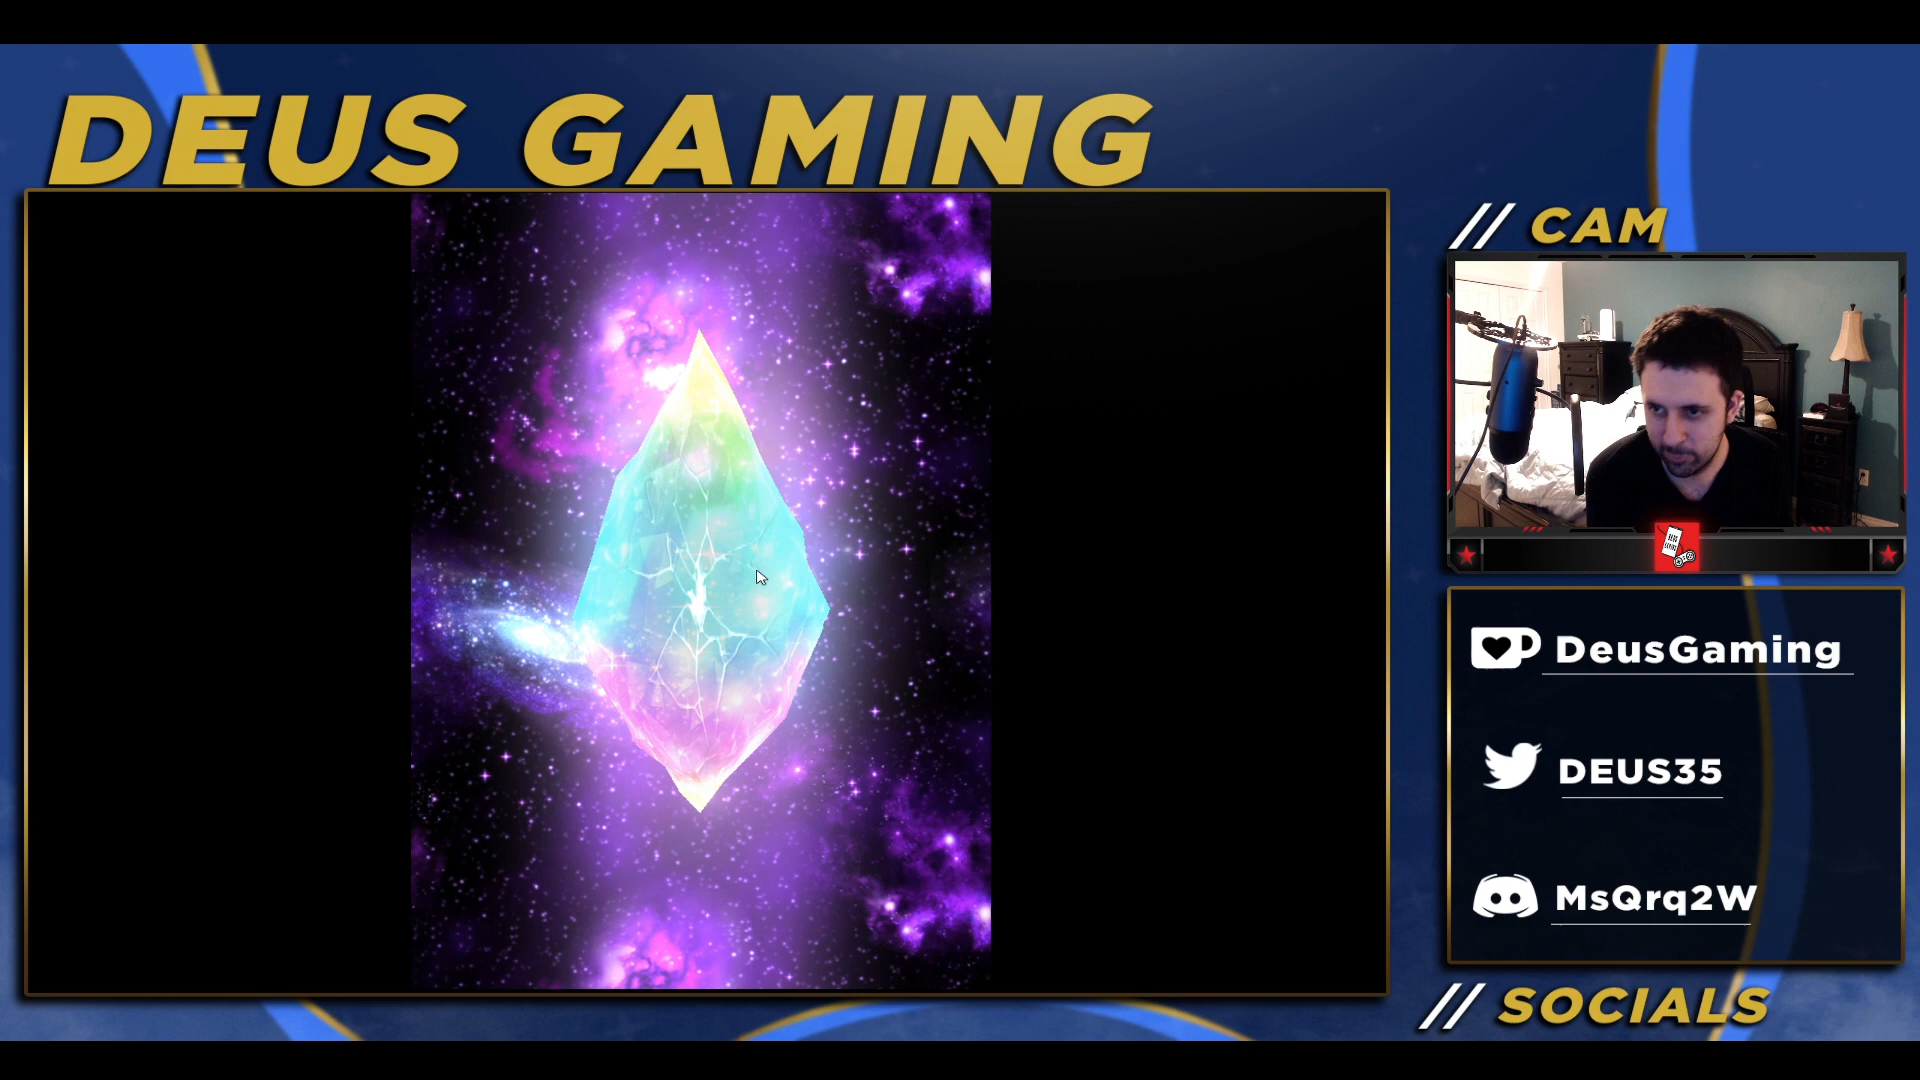 DEUS GAMING
// CAM
DeusGaming
DEUS35
MsQrq2W
// SOCIALS